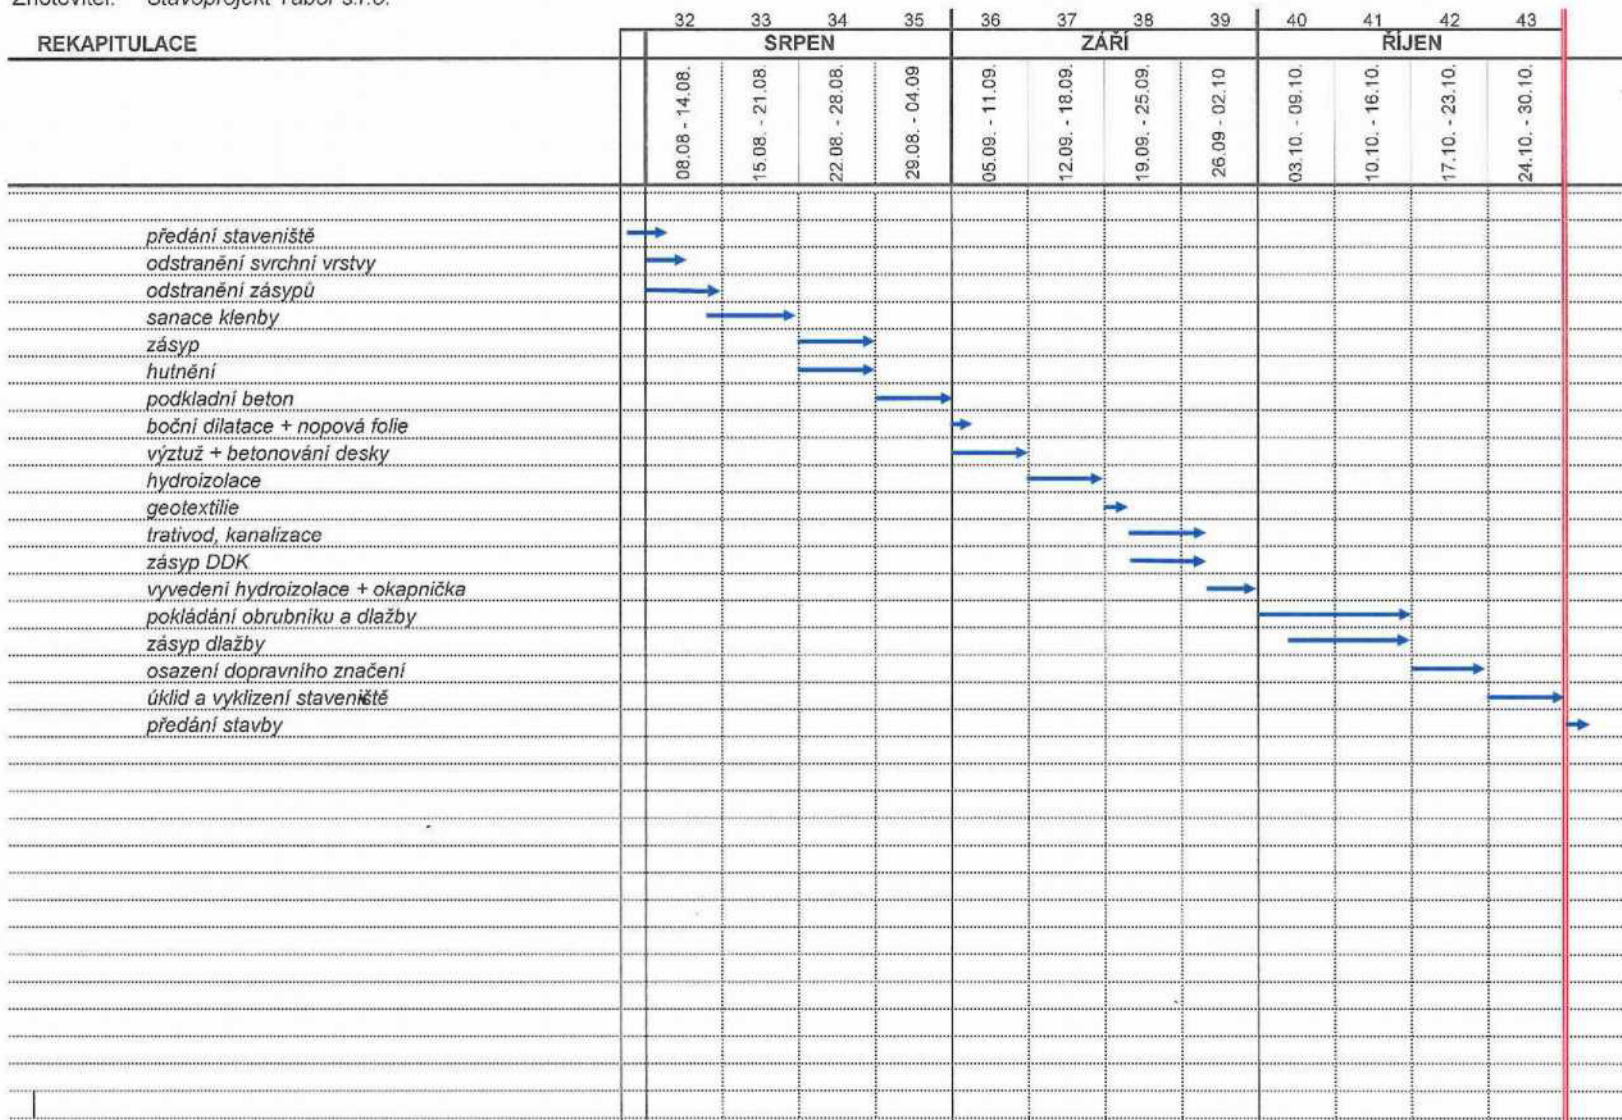 Zhotovitel: Stavoprojekt Tábor s.r.o.
32 33 34 35 36 37 38 39 40 41 42 43
REKAPITULACE SRPEN ZÁŘÍ ŘÍJEN
08.08 - 14.08.
15.08. - 21.08
22.08. - 28.08.
29.08. - 04.09
05.09. - 11.09.
12.09. - 18.09.
19.09. - 25.09.
26.09 - 02.10
03.10. - 09.10.
10.10. - 16.10.
17.10. - 23.10.
24.10. - 30.10.
předání staveniště
odstranění svrchní vrstvy
odstranění zásypů
sanace klenby
zásyp
hutnění
podkladní beton
boční dilatace + nopová folie
výztuž + betonování desky
hydroizolace
geotextilie
trativod, kanalizace
zásyp DDK
vyvedení hydroizolace + okapnička
pokládání obrubníku a dlažby
zásyp dlažby
osazení dopravního značení
úklid a vyklizení staveniště
předání stavby